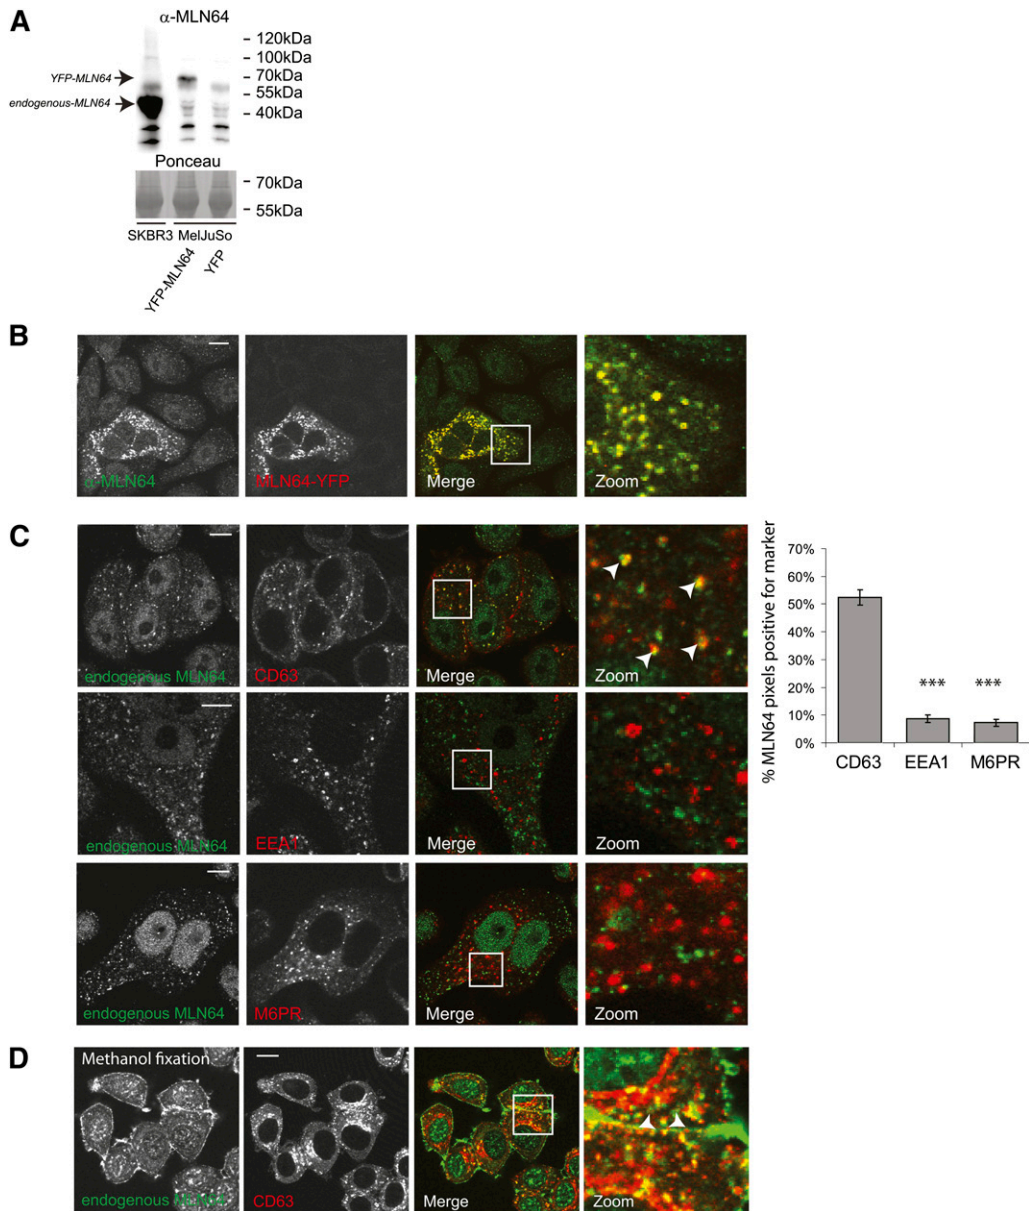 A
α-MLN64
120kDa
100kDa
YFP-MLN64
70kDa
55kDa
endogenous-MLN64
40kDa
Ponceau
70kDa
55kDa
SKBR3 MelJuSo
YFP-MLN64
YFP
B
α-MLN64
MLN64-YFP
Merge
Zoom
C
endogenous MLN64
CD63
Merge
Zoom
endogenous MLN64
EEA1
Merge
Zoom
endogenous MLN64
M6PR
Merge
Zoom
% MLN64 pixels positive for marker
70%
60%
50%
40%
30%
20%
10%
0%
*** ***
CD63 EEA1 M6PR
D
Methanol fixation
endogenous MLN64
CD63
Merge
Zoom